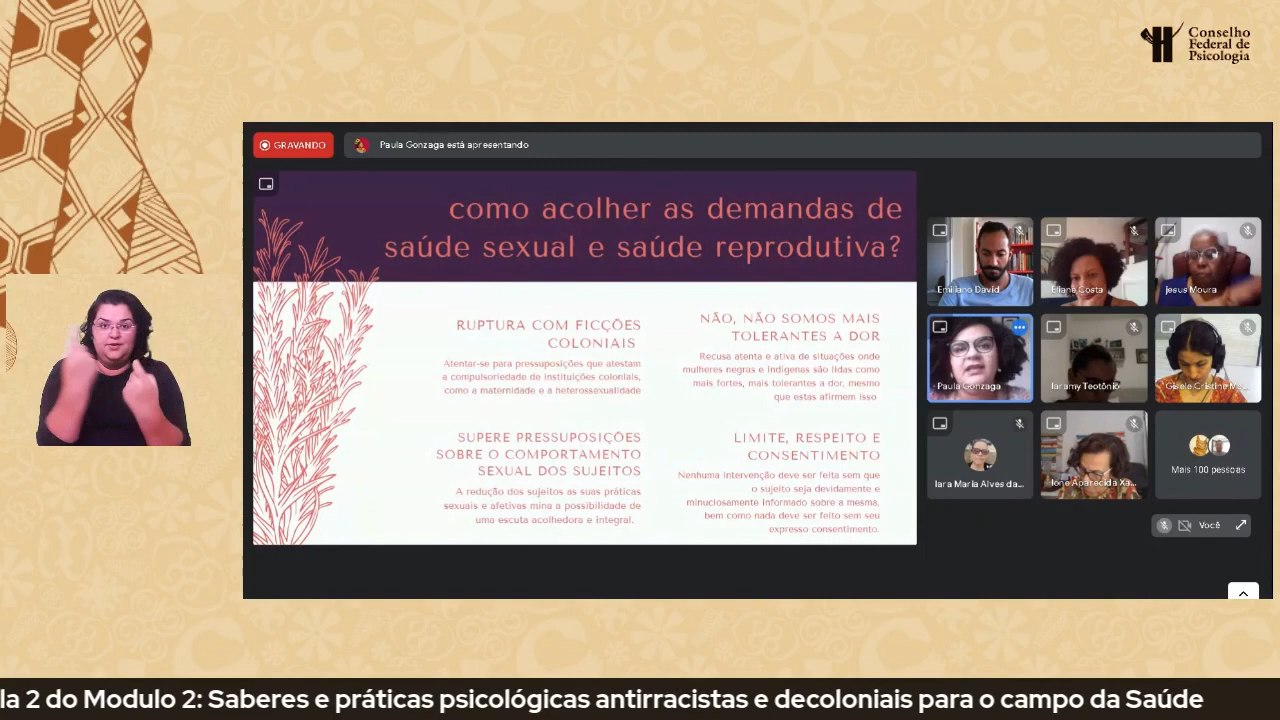 Conselho
Federal de
Psicologia
GRAVANDO
Paula Gonzaga está apresentando
como acolher as demandas de
saúde sexual e saúde reprodutiva?
RUPTURA COM FICÇÕES
COLONIAIS
Atentar-se para pressuposições que atestam
a compulsoriedade de instituições coloniais,
como a maternidade e a heterossexualidade
NÃO, NÃO SOMOS MAIS
TOLERANTES A DOR
Recusa atenta e ativa de situações onde
mulheres negras e indígenas são lidas como
mais fortes, mais tolerantes a dor, mesmo
que estas afirmem isso
SUPERE PRESSUPOSIÇÕES
SOBRE O COMPORTAMENTO
SEXUAL DOS SUJEITOS
A redução dos sujeitos as suas práticas
sexuais e afetivas mina a possibilidade de
uma escuta acolhedora e integral.
LIMITE, RESPEITO E
CONSENTIMENTO
Nenhuma intervenção deve ser feita sem que
o sujeito seja devidamente e
minuciosamente informado sobre a mesma,
bem como nada deve ser feito sem seu
expresso consentimento.
Emiliano David
Eliane Costa
jesus Moura
Paula Gonzaga
Iaramy Teotônio
Gisele Cristine Me...
Iara Maria Alves da...
Ione Aparecida Xa...
Mais 100 pessoas
Você
la 2 do Modulo 2: Saberes e práticas psicológicas antirracistas e decoloniais para o campo da Saúde